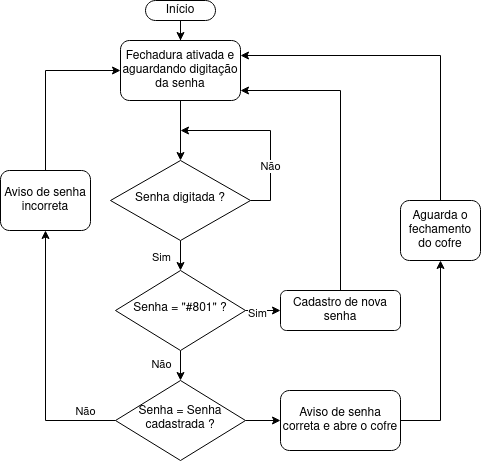 Início
Fechadura ativada e
aguardando digitação
da senha
Não
Aviso de senha
incorreta
Senha digitada ?
Aguarda o
fechamento
do cofre
Sim
Senha = "#801" ?
Sim
Cadastro de nova
senha
Não
Não
Senha = Senha
cadastrada ?
Aviso de senha
correta e abre o cofre